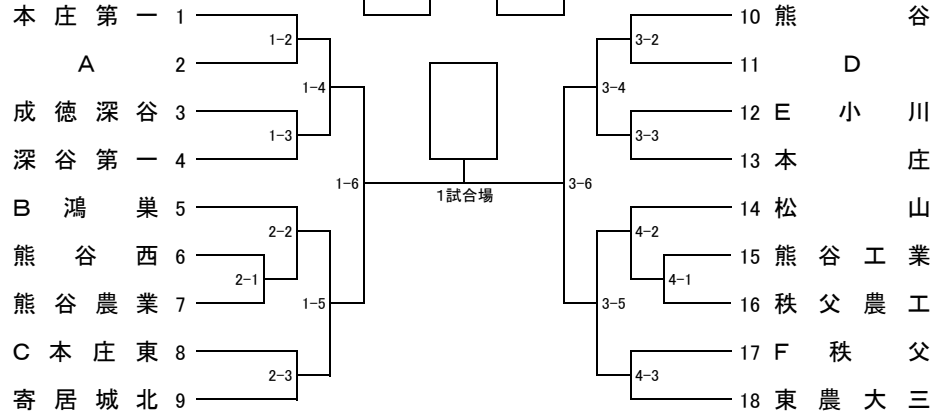 本庄第一 1
A 2
成徳深谷 3
深谷第一 4
B 鴻巣 5
熊谷西 6
熊谷農業 7
C 本庄東 8
寄居城北 9
1-2
1-3
2-2
2-1
2-3
1-4
1-5
1-6
1試合場
3-6
3-4
3-5
3-2
3-3
4-2
4-1
4-3
10 熊谷
11 D
12 E 小川
13 本庄
14 松山
15 熊谷工業
16 秩父農工
17 F 秩父
18 東農大三